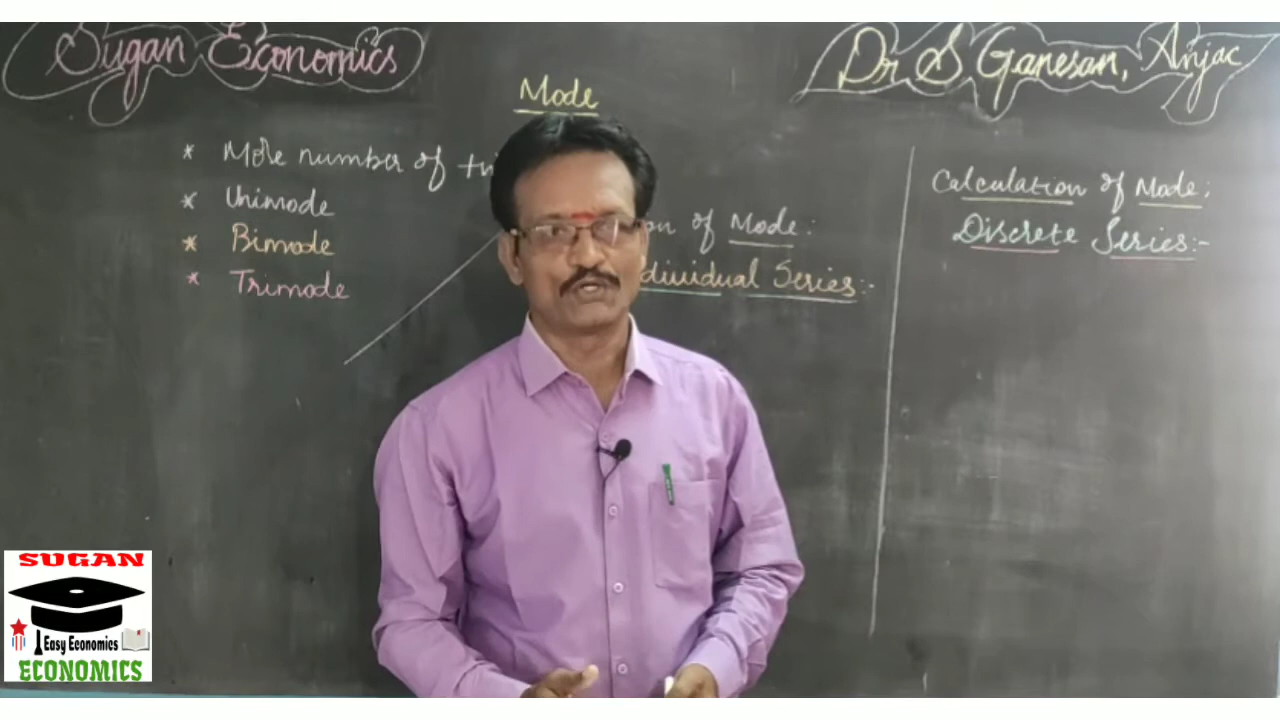 Sugan Economics
Dr S Ganesan, Anjac
Mode
* More number of
* Unimode
* Bimode
* Trimode
of Mode:
Series:-
Calculation of Mode:
Discrete Series:-
SUGAN
Easy Economics
ECONOMICS